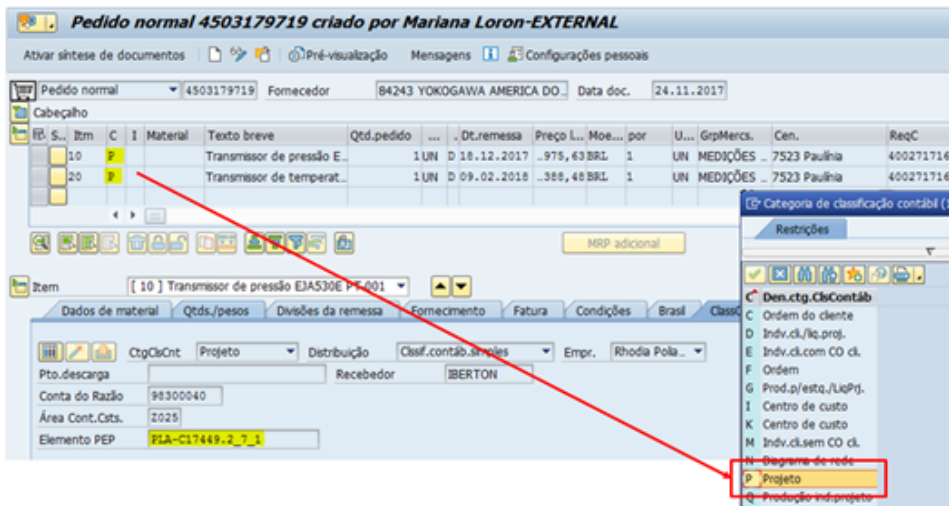 Pedido normal 4503179719 criado por Mariana Loron-EXTERNAL
Ativar síntese de documentos Pré-visualização Mensagens Configurações pessoais
Pedido normal 4503179719 Fornecedor 84243 YOKOGAWA AMERICA DO.. Data doc. 24.11.2017
Cabeçalho
S... Itm C I Material Texto breve Qtd.pedido ... . Dt.remessa Preço l... Moe... por U... GrpMercs. Cen. ReqC
10 P Transmissor de pressão E.. 1 UN D 18.12.2017 ..975,63 BRL 1 UN MEDIÇÕES .. 7523 Paulínia 400271716
20 P Transmissor de temperat.. 1 UN D 09.02.2018 ..388,48 BRL 1 UN MEDIÇÕES .. 7523 Paulínia 400271716
MRP adicional
Categoria de classificação contábil (1
Restrições
C Den.ctg.ClsContáb
C Ordem do cliente
D Indv.cli./liq.proj.
E Indv.cli.com CO cli.
F Ordem
G Prod.p/estq./LiqPrj.
I Centro de custo
K Centro de custo
M Indv.cli.sem CO cli.
N Diagrama de rede
P Projeto
Q Produção ind.projeto
Item [ 10 ] Transmissor de pressão EJA530E PT-001
Dados de material Qtds./pesos Divisões da remessa Fornecimento Fatura Condições Brasil ClassC
CtgClsCnt Projeto Distribuição Clssif.contáb.simples Empr. Rhodia Polia..
Pto.descarga Recebedor IBERTON
Conta do Razão 98300040
Área Cont.Csts. Z025
Elemento PEP PLA-C17449.2_7_1